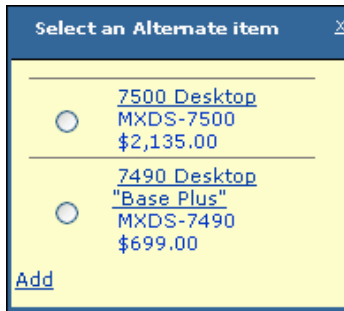 Select an Alternate item x
7500 Desktop
MXDS-7500
$2,135.00
7490 Desktop
"Base Plus"
MXDS-7490
$699.00
Add